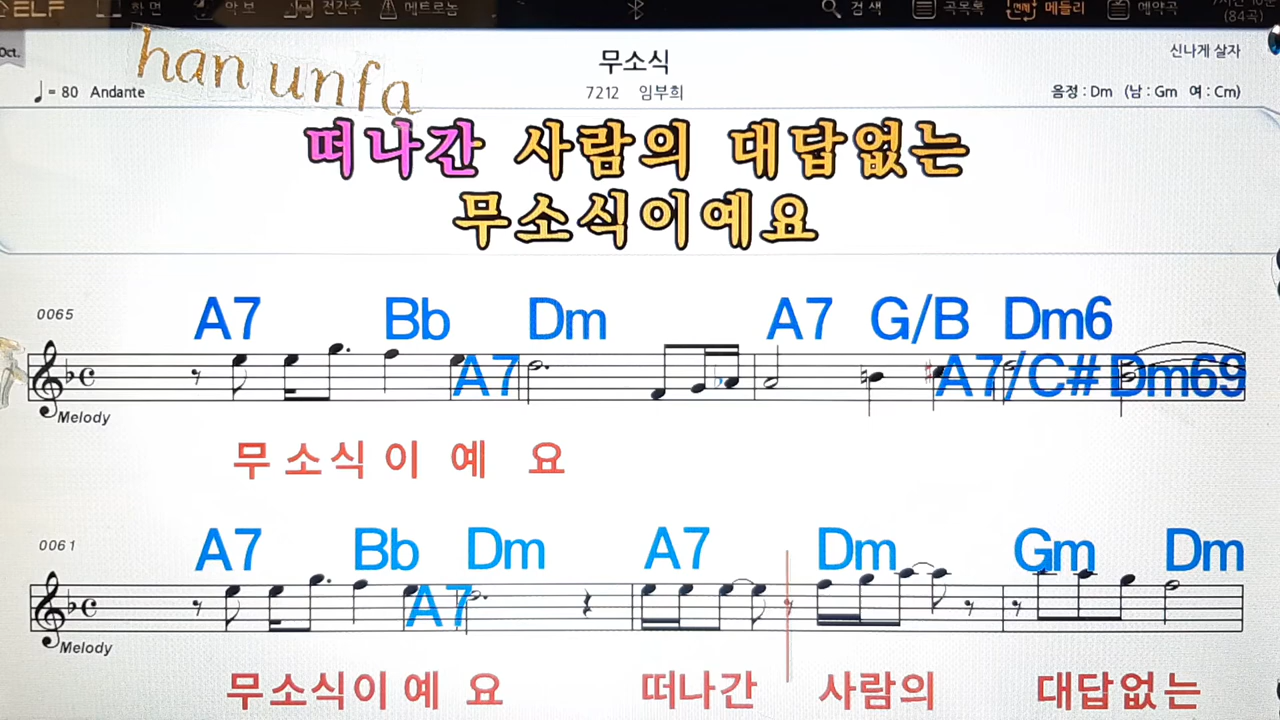 ELF 화면 악보 전간주 메트로놈 검색 곡목록 메들리 예약곡
(84곡)
Oct.
han unfa
무소식
신나게 살자
♩= 80 Andante
7212 임부희
음정 : Dm (남 : Gm 여 : Cm)
떠나간 사람의 대답없는
무소식이예요
0065
A7 Bb Dm A7 G/B Dm6
A7 A7/C# Dm69
Melody
무 소식 이 예 요
0061
A7 Bb Dm A7 Dm Gm Dm
A7
Melody
무소식이 예 요 떠나간 사람의 대답없는